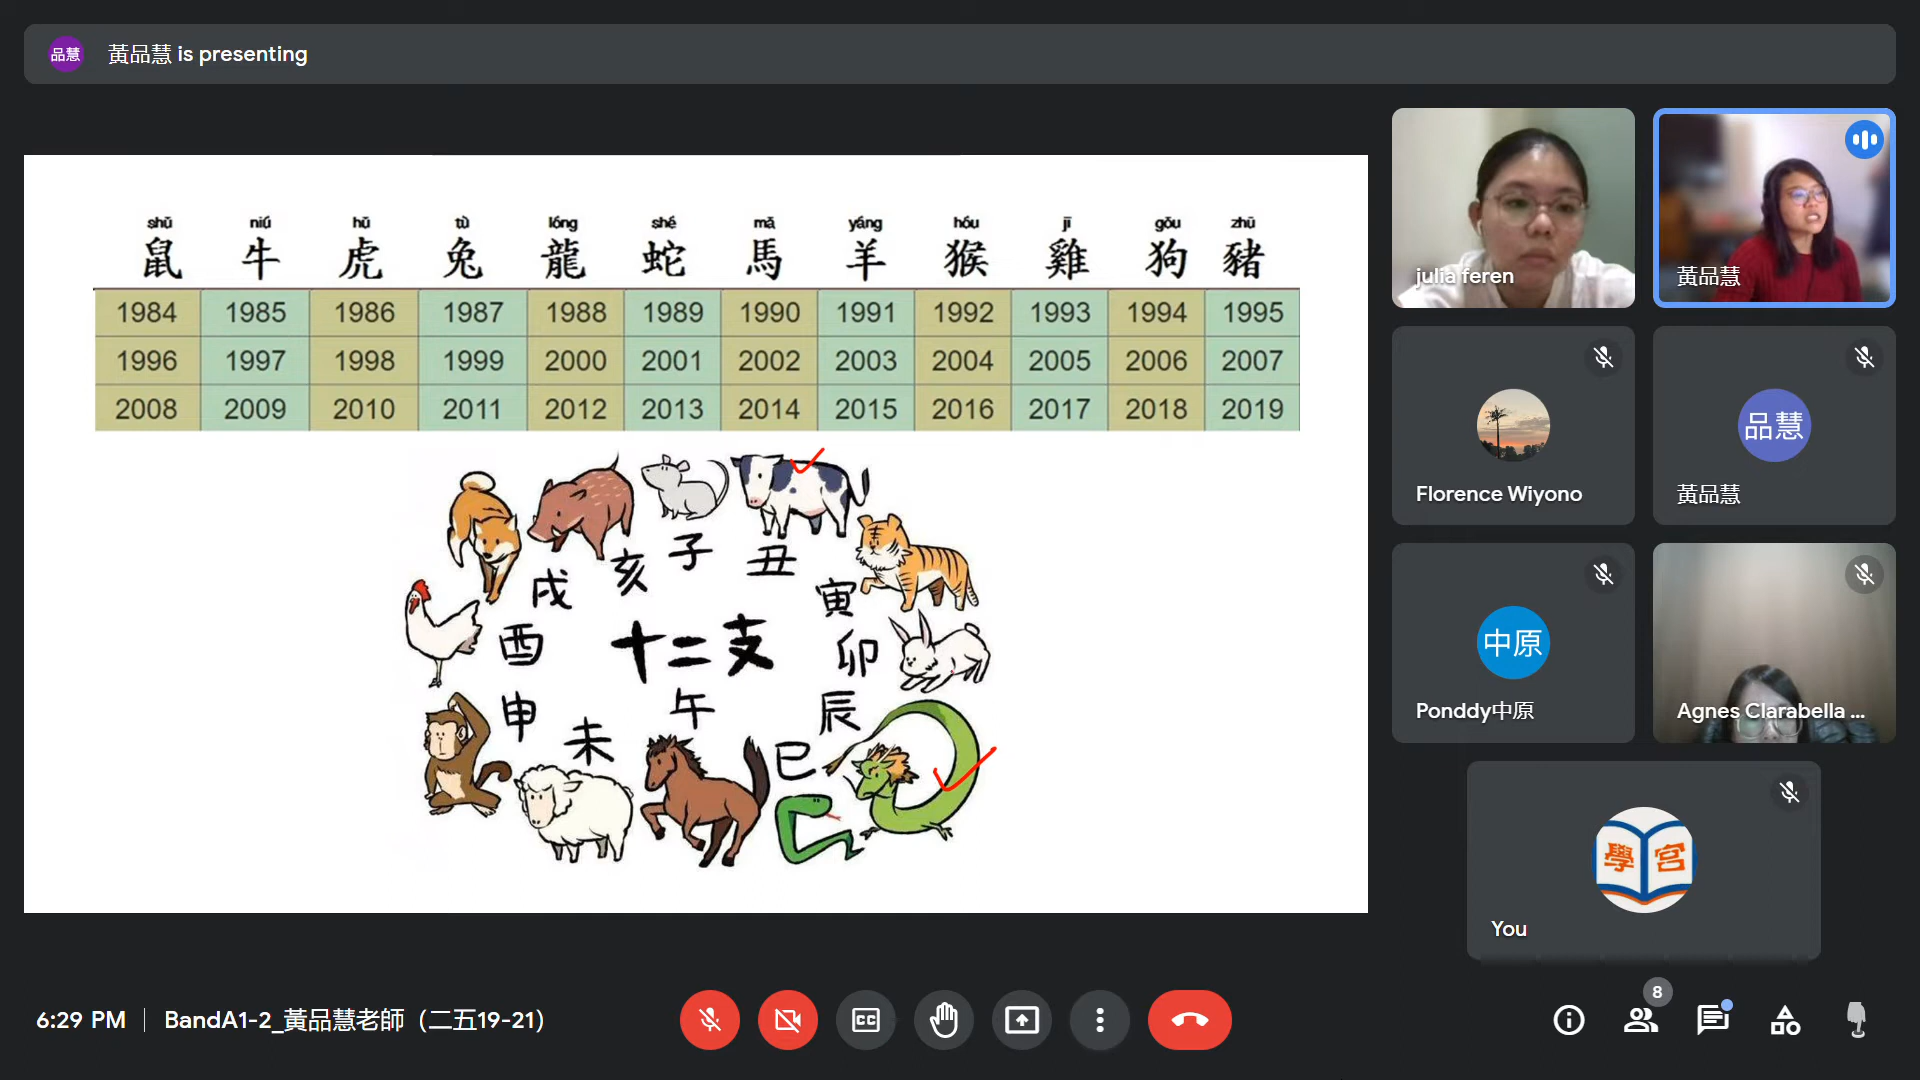 品慧 黃品慧 is presenting
shǔ niú hǔ tù lóng shé mǎ yáng hóu jī gǒu zhū
鼠 牛 虎 兔 龍 蛇 馬 羊 猴 雞 狗 豬
1984 1985 1986 1987 1988 1989 1990 1991 1992 1993 1994 1995
1996 1997 1998 1999 2000 2001 2002 2003 2004 2005 2006 2007
2008 2009 2010 2011 2012 2013 2014 2015 2016 2017 2018 2019
子
丑
寅
卯
辰
巳
午
未
申
酉
戌
亥
十二支
julia feren
黃品慧
Florence Wiyono
品慧
黃品慧
中原
Ponddy中原
Agnes Clarabella ...
學宮
You
6:29 PM BandA1-2_黃品慧老師（二五19-21）
CC
8